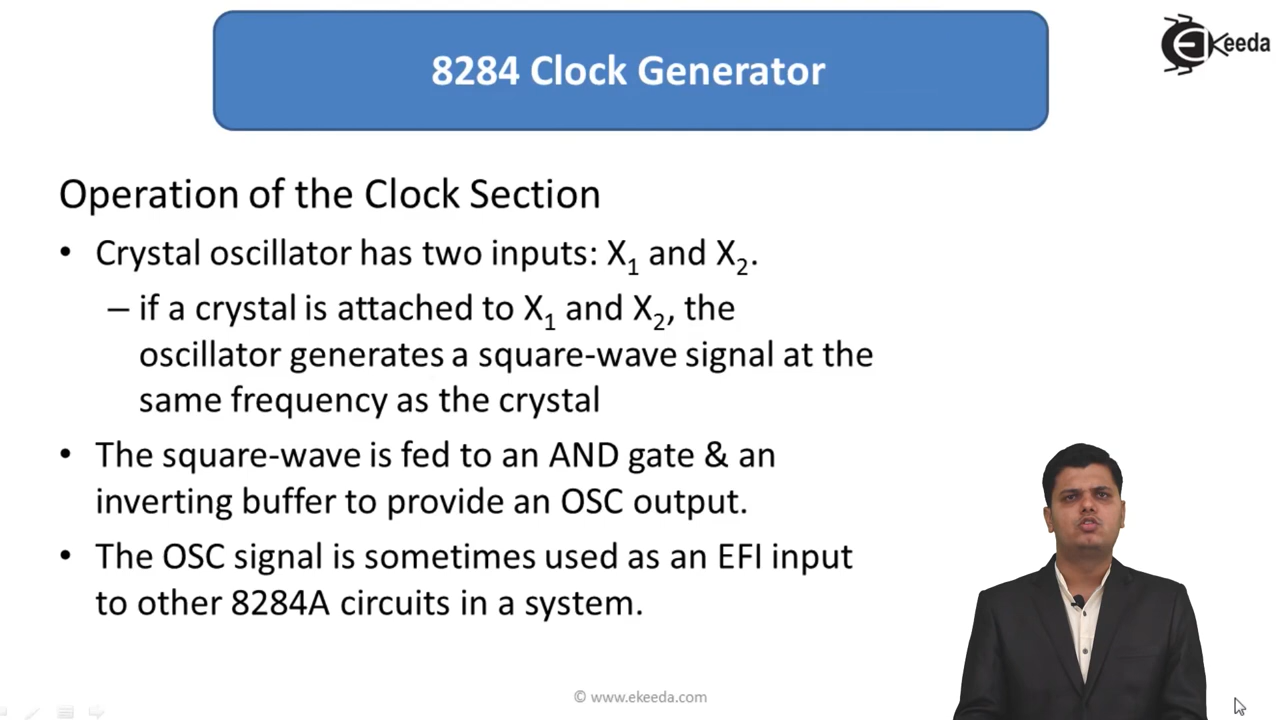 8284 Clock Generator
EKeeda
Operation of the Clock Section
• Crystal oscillator has two inputs: X₁ and X₂.
– if a crystal is attached to X₁ and X₂, the
oscillator generates a square-wave signal at the
same frequency as the crystal
• The square-wave is fed to an AND gate & an
inverting buffer to provide an OSC output.
• The OSC signal is sometimes used as an EFI input
to other 8284A circuits in a system.
© www.ekeeda.com